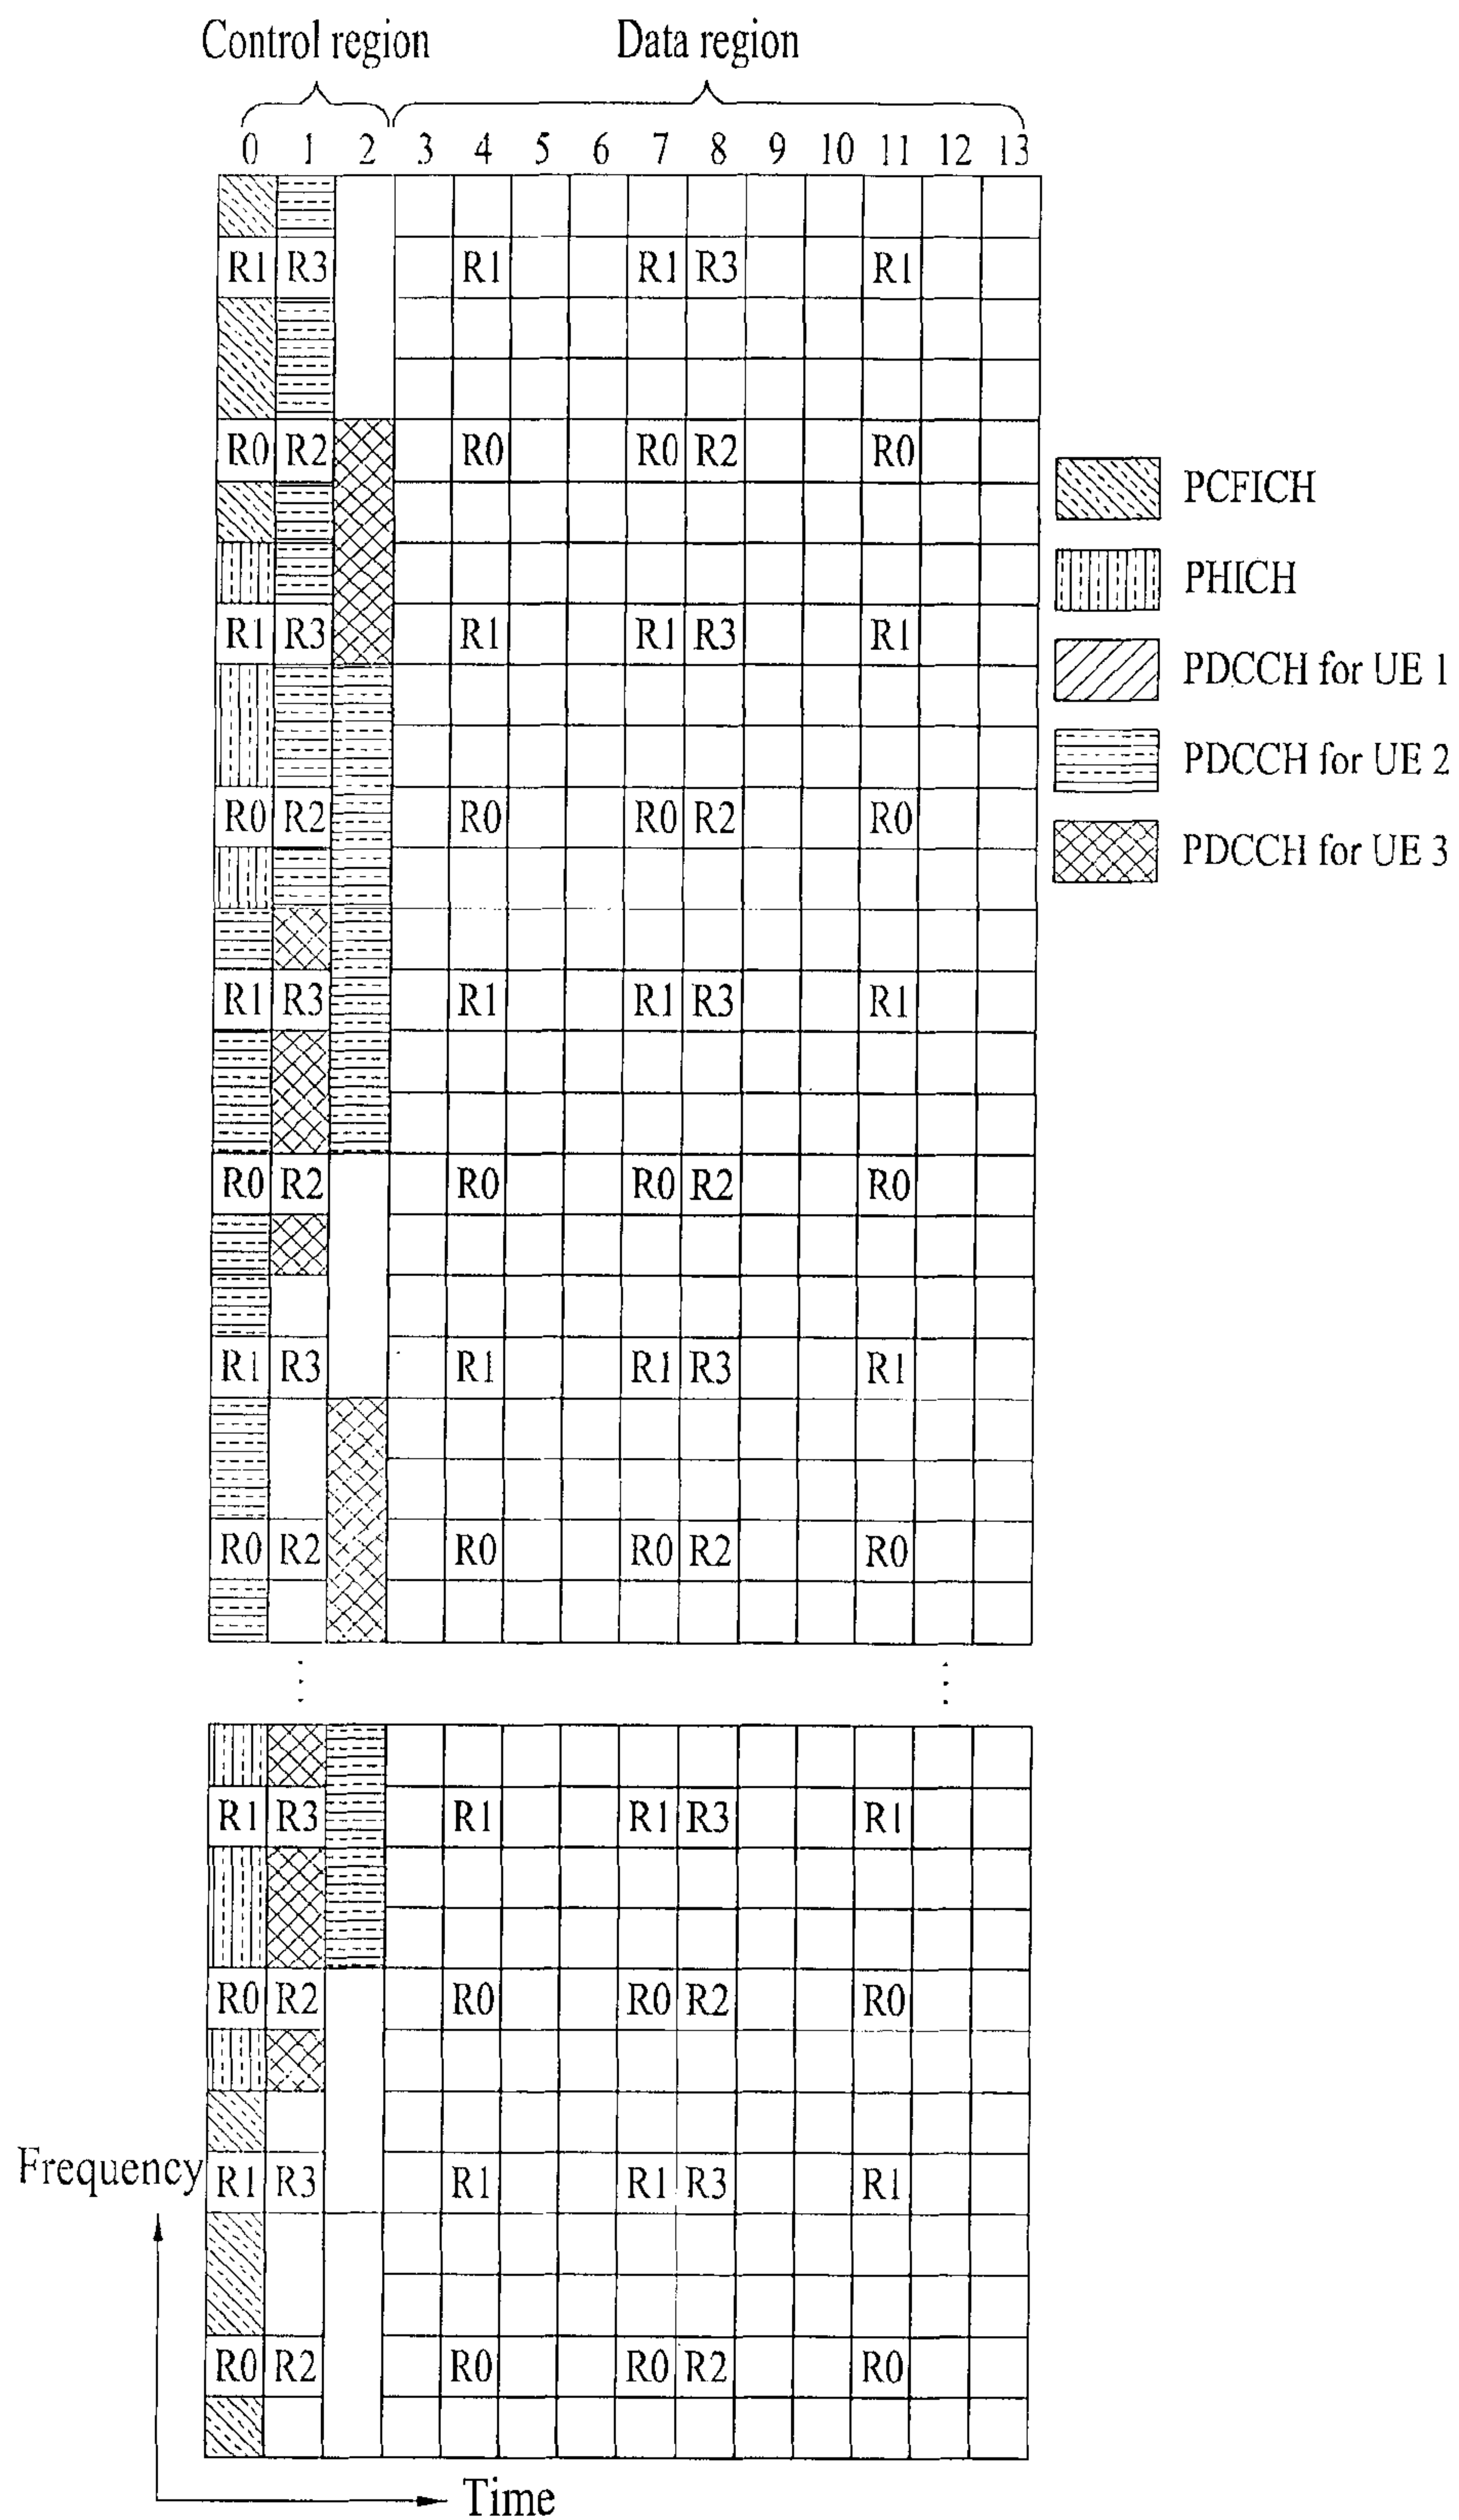 Control region Data region
0 1 2 3 4 5 6 7 8 9 10 11 12 13
R1 R3 R1 R1 R3 R1
R0 R2 R0 R0 R2 R0
PCFICH
PHICH
R1 R3 R1 R1 R3 R1
PDCCH for UE 1
PDCCH for UE 2
R0 R2 R0 R0 R2 R0
PDCCH for UE 3
R1 R3 R1 R1 R3 R1
R0 R2 R0 R0 R2 R0
R1 R3 R1 R1 R3 R1
R0 R2 R0 R0 R2 R0
R1 R3 R1 R1 R3 R1
R0 R2 R0 R0 R2 R0
Frequency R1 R3 R1 R1 R3 R1
R0 R2 R0 R0 R2 R0
Time